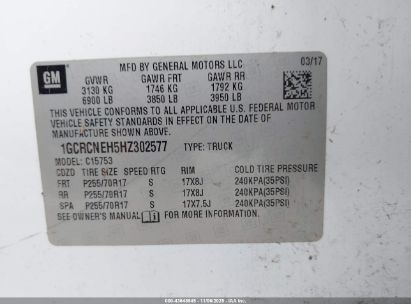 GM
MFD BY GENERAL MOTORS LLC
03/17
GVWR GAWR FRT GAWR RR
3130 KG 1746 KG 1792 KG
6900 LB 3850 LB 3950 LB
THIS VEHICLE CONFORMS TO ALL APPLICABLE U.S. FEDERAL MOTOR
VEHICLE SAFETY STANDARDS IN EFFECT ON THE DATE OF
MANUFACTURE SHOWN ABOVE.
1GCRCNEH5HZ302577 TYPE: TRUCK
MODEL: C15753
CDZD TIRE SIZE SPEED RTG RIM COLD TIRE PRESSURE
FRT P255/70R17 S 17X8J 240KPA(35PSI)
RR P255/70R17 S 17X8J 240KPA(35PSI)
SPA P255/70R17 S 17X7.5J 240KPA(35PSI)
SEE OWNER'S MANUAL FOR MORE INFORMATION.